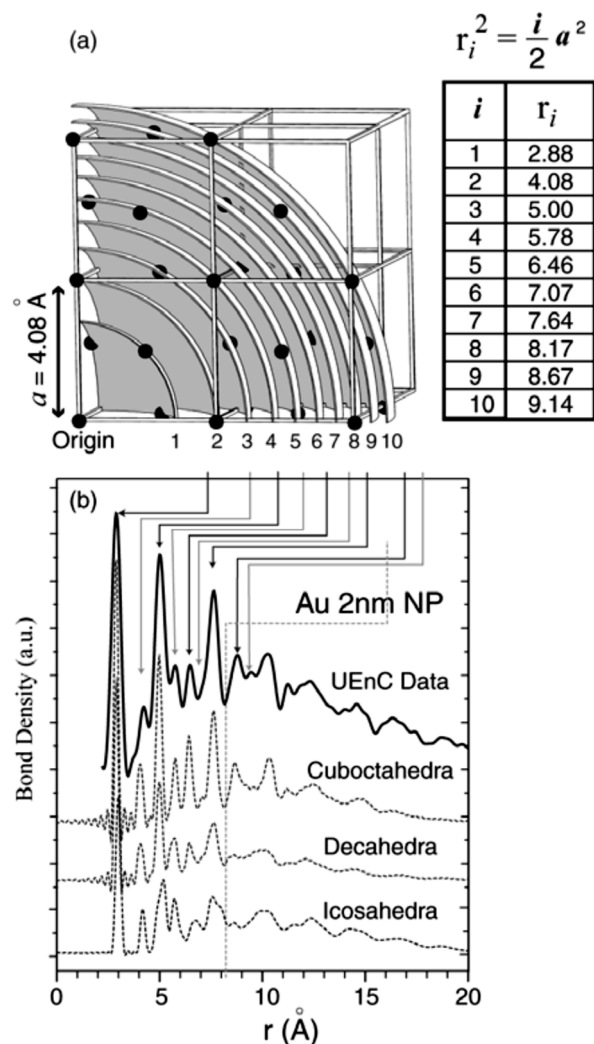 (a)
r_i^2 = i/2 a^2
i r_i
1 2.88
2 4.08
3 5.00
4 5.78
5 6.46
6 7.07
7 7.64
8 8.17
9 8.67
10 9.14
a = 4.08 Å
Origin 1 2 3 4 5 6 7 8 9 10
(b)
Au 2nm NP
UEnC Data
Cuboctahedra
Decahedra
Icosahedra
Bond Density (a.u.)
0 5 10 15 20
r (Å)